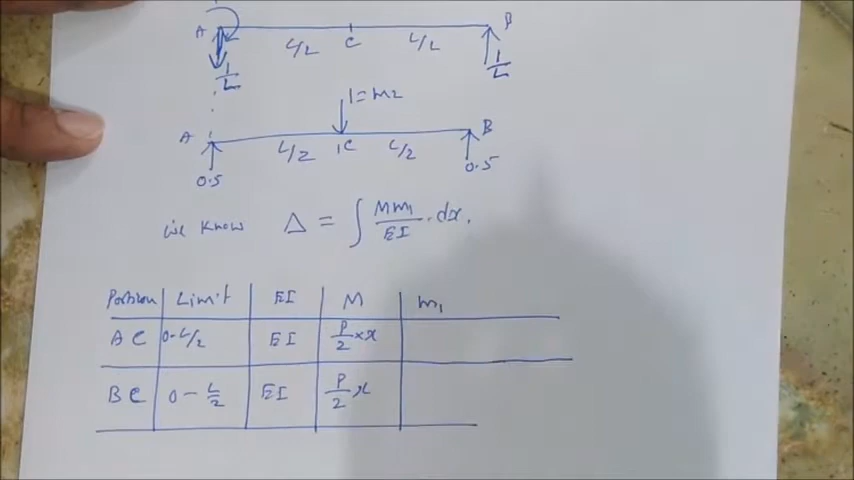 A L/2 C L/2 B
1/L 1/L
1 = m2
A L/2 C L/2 B
0.5 0.5
we know Δ = ∫ Mm₁/EI · dx.
Portion Limit EI M m₁
AC 0-L/2 EI P/2 × x
BC 0 - L/2 EI P/2 x